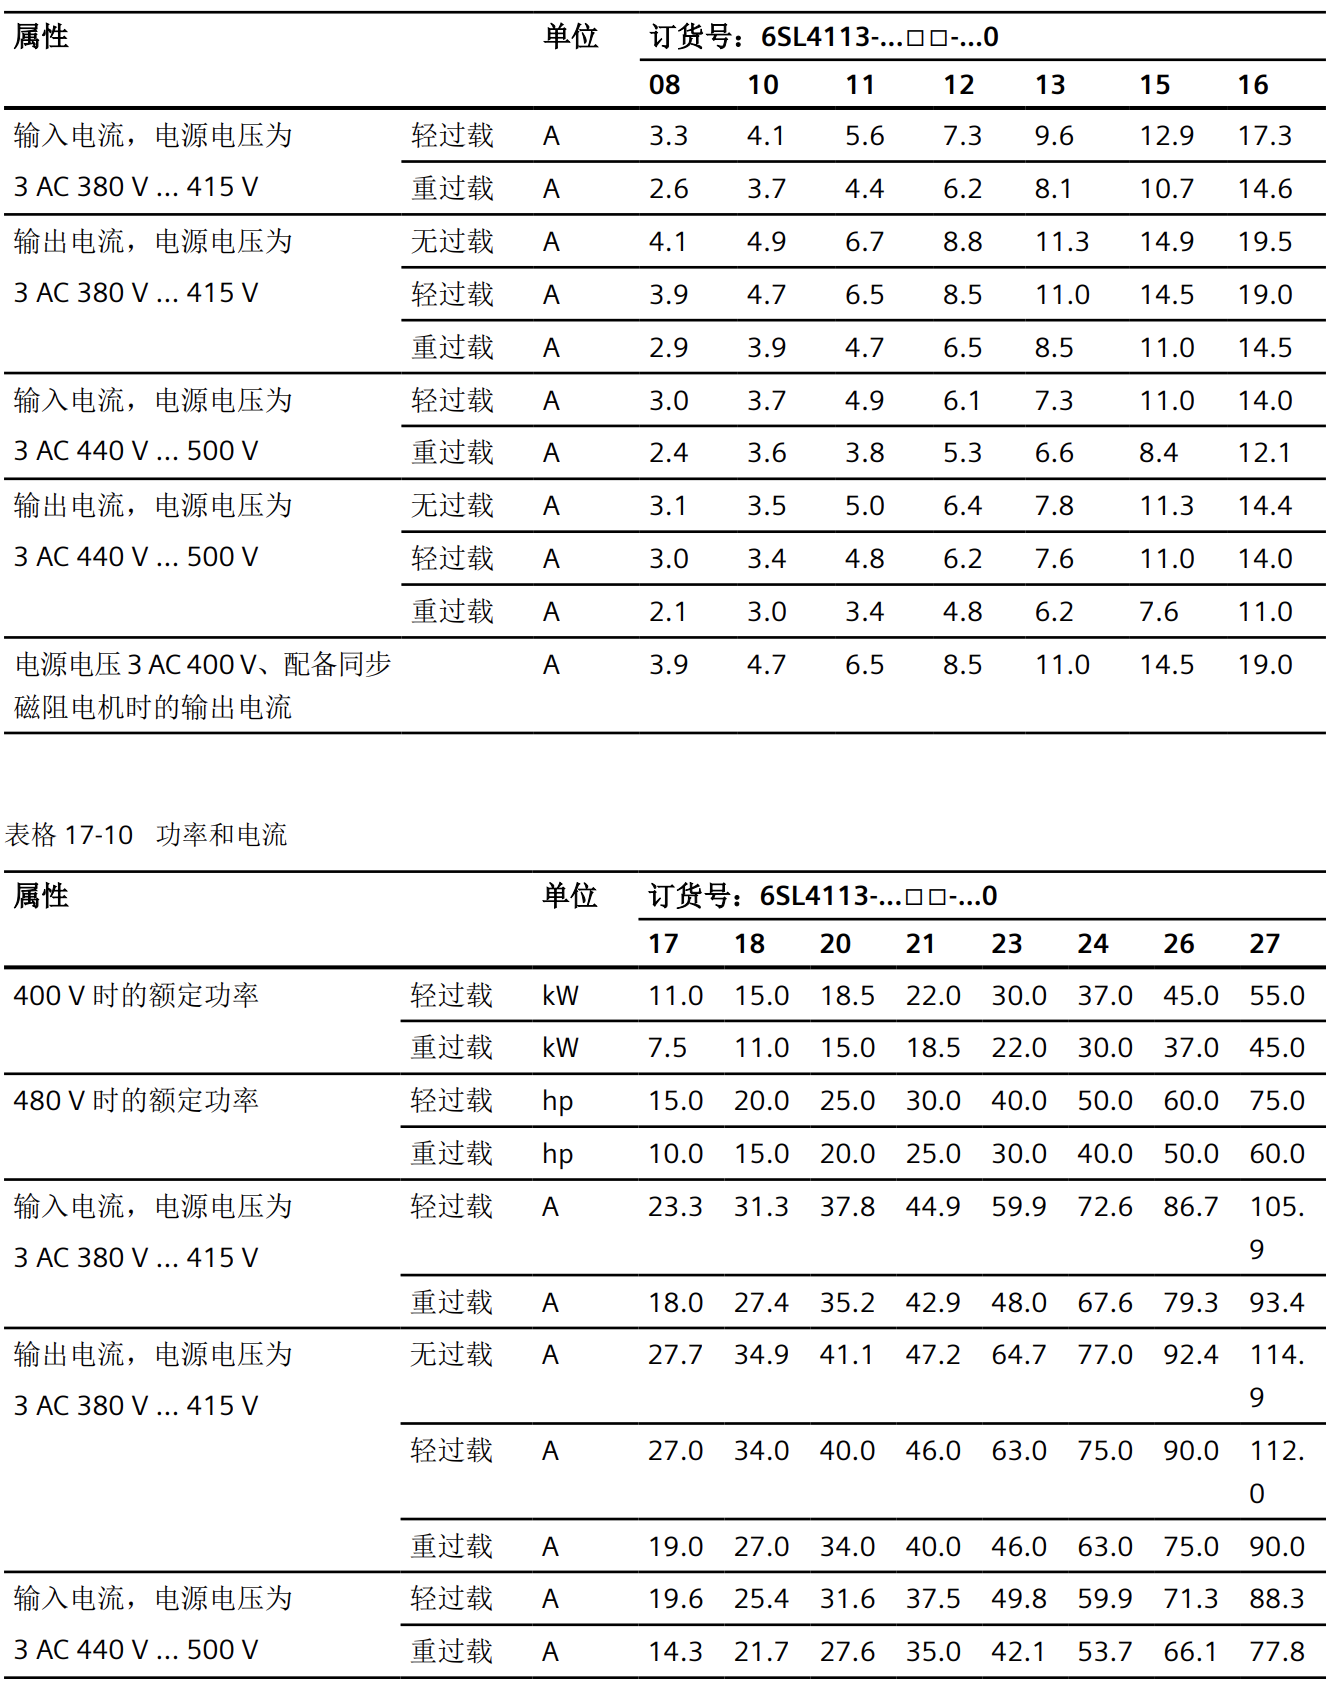 属性 单位 订货号：6SL4113-...□□-...0
08 10 11 12 13 15 16
输入电流，电源电压为 轻过载 A 3.3 4.1 5.6 7.3 9.6 12.9 17.3
3 AC 380 V ... 415 V 重过载 A 2.6 3.7 4.4 6.2 8.1 10.7 14.6
输出电流，电源电压为 无过载 A 4.1 4.9 6.7 8.8 11.3 14.9 19.5
3 AC 380 V ... 415 V 轻过载 A 3.9 4.7 6.5 8.5 11.0 14.5 19.0
重过载 A 2.9 3.9 4.7 6.5 8.5 11.0 14.5
输入电流，电源电压为 轻过载 A 3.0 3.7 4.9 6.1 7.3 11.0 14.0
3 AC 440 V ... 500 V 重过载 A 2.4 3.6 3.8 5.3 6.6 8.4 12.1
输出电流，电源电压为 无过载 A 3.1 3.5 5.0 6.4 7.8 11.3 14.4
3 AC 440 V ... 500 V 轻过载 A 3.0 3.4 4.8 6.2 7.6 11.0 14.0
重过载 A 2.1 3.0 3.4 4.8 6.2 7.6 11.0
电源电压 3 AC 400 V、配备同步 A 3.9 4.7 6.5 8.5 11.0 14.5 19.0
磁阻电机时的输出电流
表格 17-10 功率和电流
属性 单位 订货号：6SL4113-...□□-...0
17 18 20 21 23 24 26 27
400 V 时的额定功率 轻过载 kW 11.0 15.0 18.5 22.0 30.0 37.0 45.0 55.0
重过载 kW 7.5 11.0 15.0 18.5 22.0 30.0 37.0 45.0
480 V 时的额定功率 轻过载 hp 15.0 20.0 25.0 30.0 40.0 50.0 60.0 75.0
重过载 hp 10.0 15.0 20.0 25.0 30.0 40.0 50.0 60.0
输入电流，电源电压为 轻过载 A 23.3 31.3 37.8 44.9 59.9 72.6 86.7 105.
3 AC 380 V ... 415 V 9
重过载 A 18.0 27.4 35.2 42.9 48.0 67.6 79.3 93.4
输出电流，电源电压为 无过载 A 27.7 34.9 41.1 47.2 64.7 77.0 92.4 114.
3 AC 380 V ... 415 V 9
轻过载 A 27.0 34.0 40.0 46.0 63.0 75.0 90.0 112.
0
重过载 A 19.0 27.0 34.0 40.0 46.0 63.0 75.0 90.0
输入电流，电源电压为 轻过载 A 19.6 25.4 31.6 37.5 49.8 59.9 71.3 88.3
3 AC 440 V ... 500 V 重过载 A 14.3 21.7 27.6 35.0 42.1 53.7 66.1 77.8